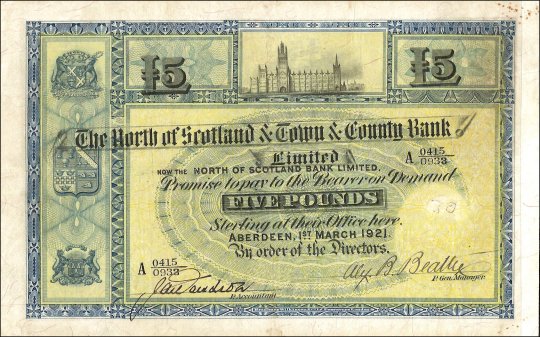 £5
£5
The North of Scotland & Town & County Bank
Limited
NOW THE NORTH OF SCOTLAND BANK LIMITED,
A 0415/0933
Promise to pay to the Bearer on Demand
FIVE POUNDS
Sterling at their Office here.
ABERDEEN, 1ST MARCH 1921.
By order of the Directors.
A 0415/0933
P. Accountant.
P. Gen. Manager.
30